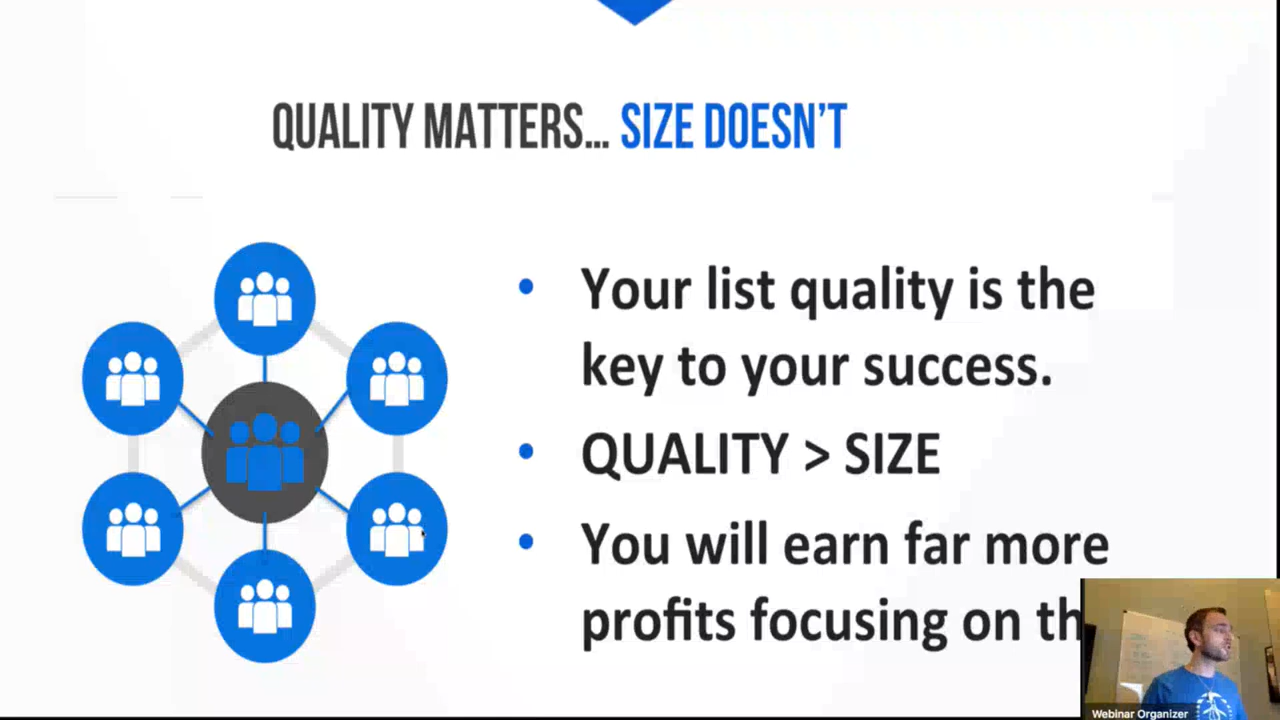 QUALITY MATTERS... SIZE DOESN'T
• Your list quality is the
key to your success.
• QUALITY > SIZE
• You will earn far more
profits focusing on th
Webinar Organizer